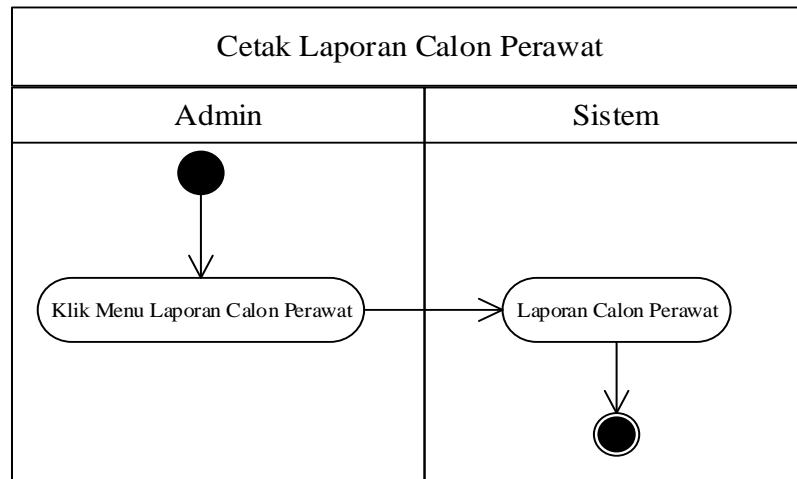 Cetak Laporan Calon Perawat
Admin
Sistem
Klik Menu Laporan Calon Perawat
Laporan Calon Perawat